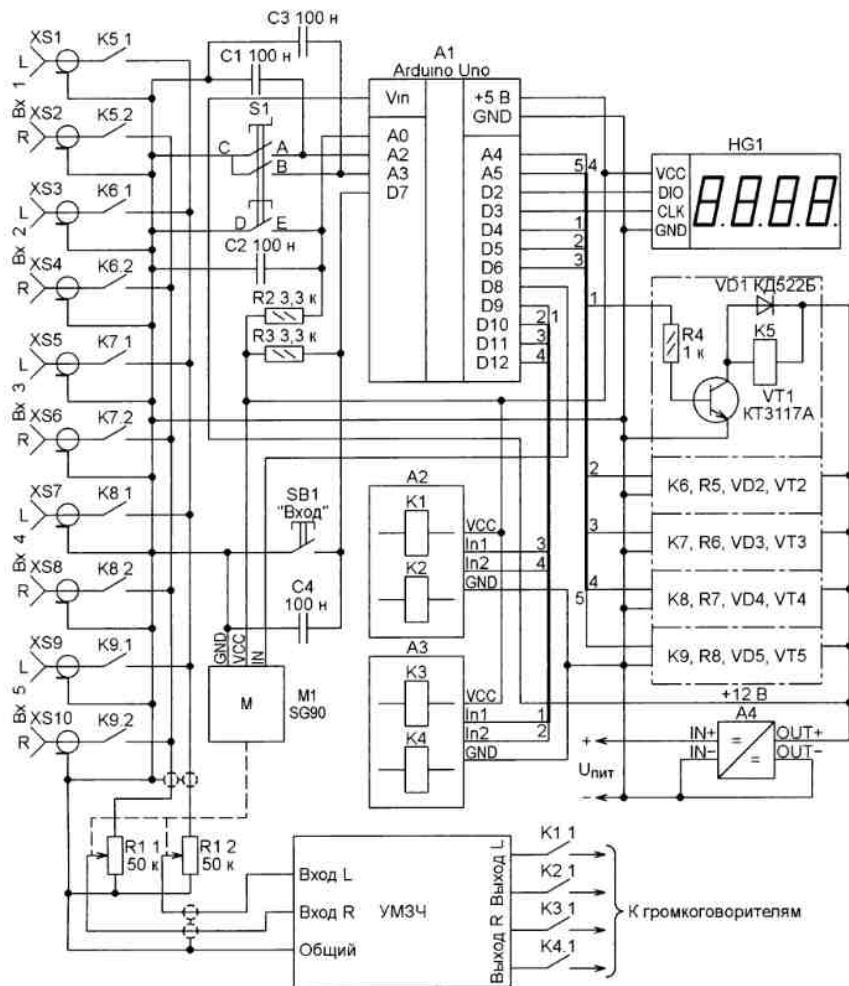 C3 100 н
XS1
K5 1
C1 100 н
A1
Arduino Uno
L
Вх 1
Vin
+5 В
GND
S1
XS2
K5.2
R
C
A
B
A0
A2
A3
D7
A4
A5
D2
D3
D4
D5
D6
D8
D9
D10
D11
D12
5 4
1
2
3
2 1
3
4
HG1
VCC
DIO
CLK
GND
8.8.8.8
XS3
K6 1
L
Вх 2
D
E
C2 100 н
XS4
K6.2
R
R2 3,3 к
R3 3,3 к
VD1 КД522Б
1
R4
1 к
K5
VT1
КТ3117А
XS5
K7 1
L
Вх 3
XS6
K7.2
R
XS7
K8 1
L
Вх 4
SB1
"Вход"
A2
K1
K2
VCC
In1
In2
GND
3
4
2
K6, R5, VD2, VT2
3
K7, R6, VD3, VT3
4
K8, R7, VD4, VT4
5
K9, R8, VD5, VT5
XS8
K8 2
R
C4
100 н
XS9
K9.1
L
Вх 5
GND
VCC
IN
M
M1
SG90
A3
K3
K4
VCC
In1
In2
GND
1
2
+12 В
A4
IN+
IN−
=
=
OUT+
OUT−
+
Uпит
−
XS10
K9.2
R
R1 1
50 к
R1 2
50 к
Вход L
Вход R
Общий
УМЗЧ
Выход L
Выход R
K1 1
K2 1
K3 1
K4.1
К громкоговорителям